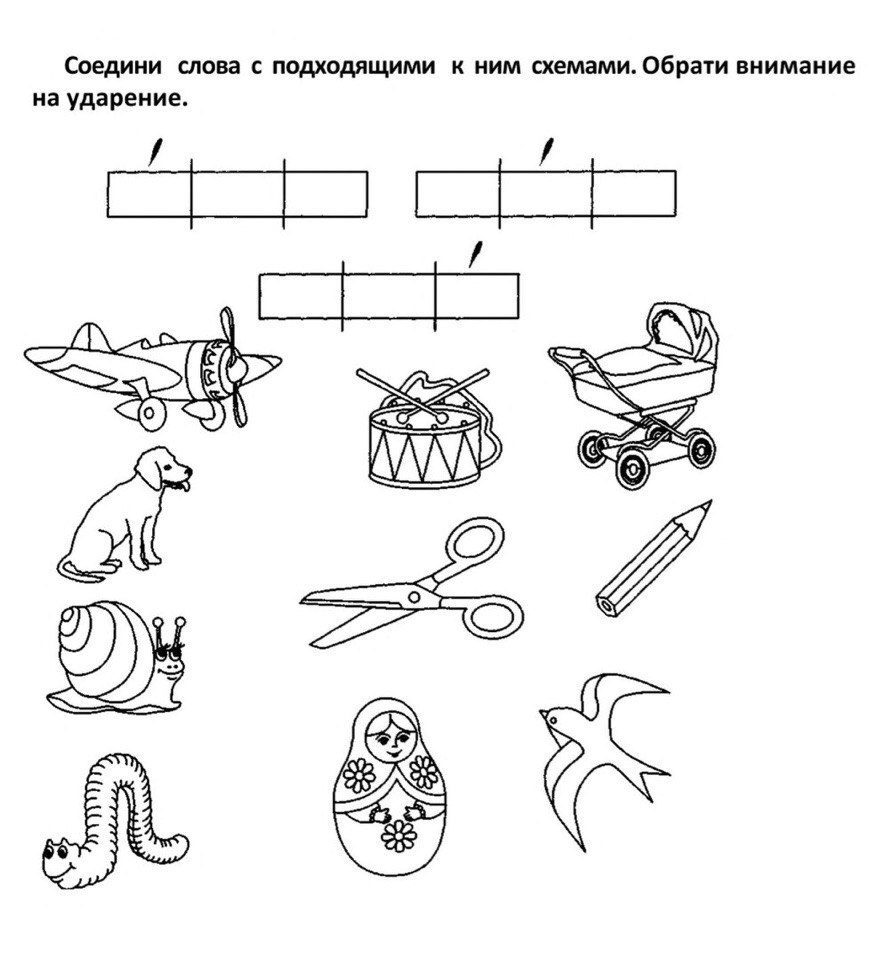 Соедини слова с подходящими к ним схемами. Обрати внимание
на ударение.